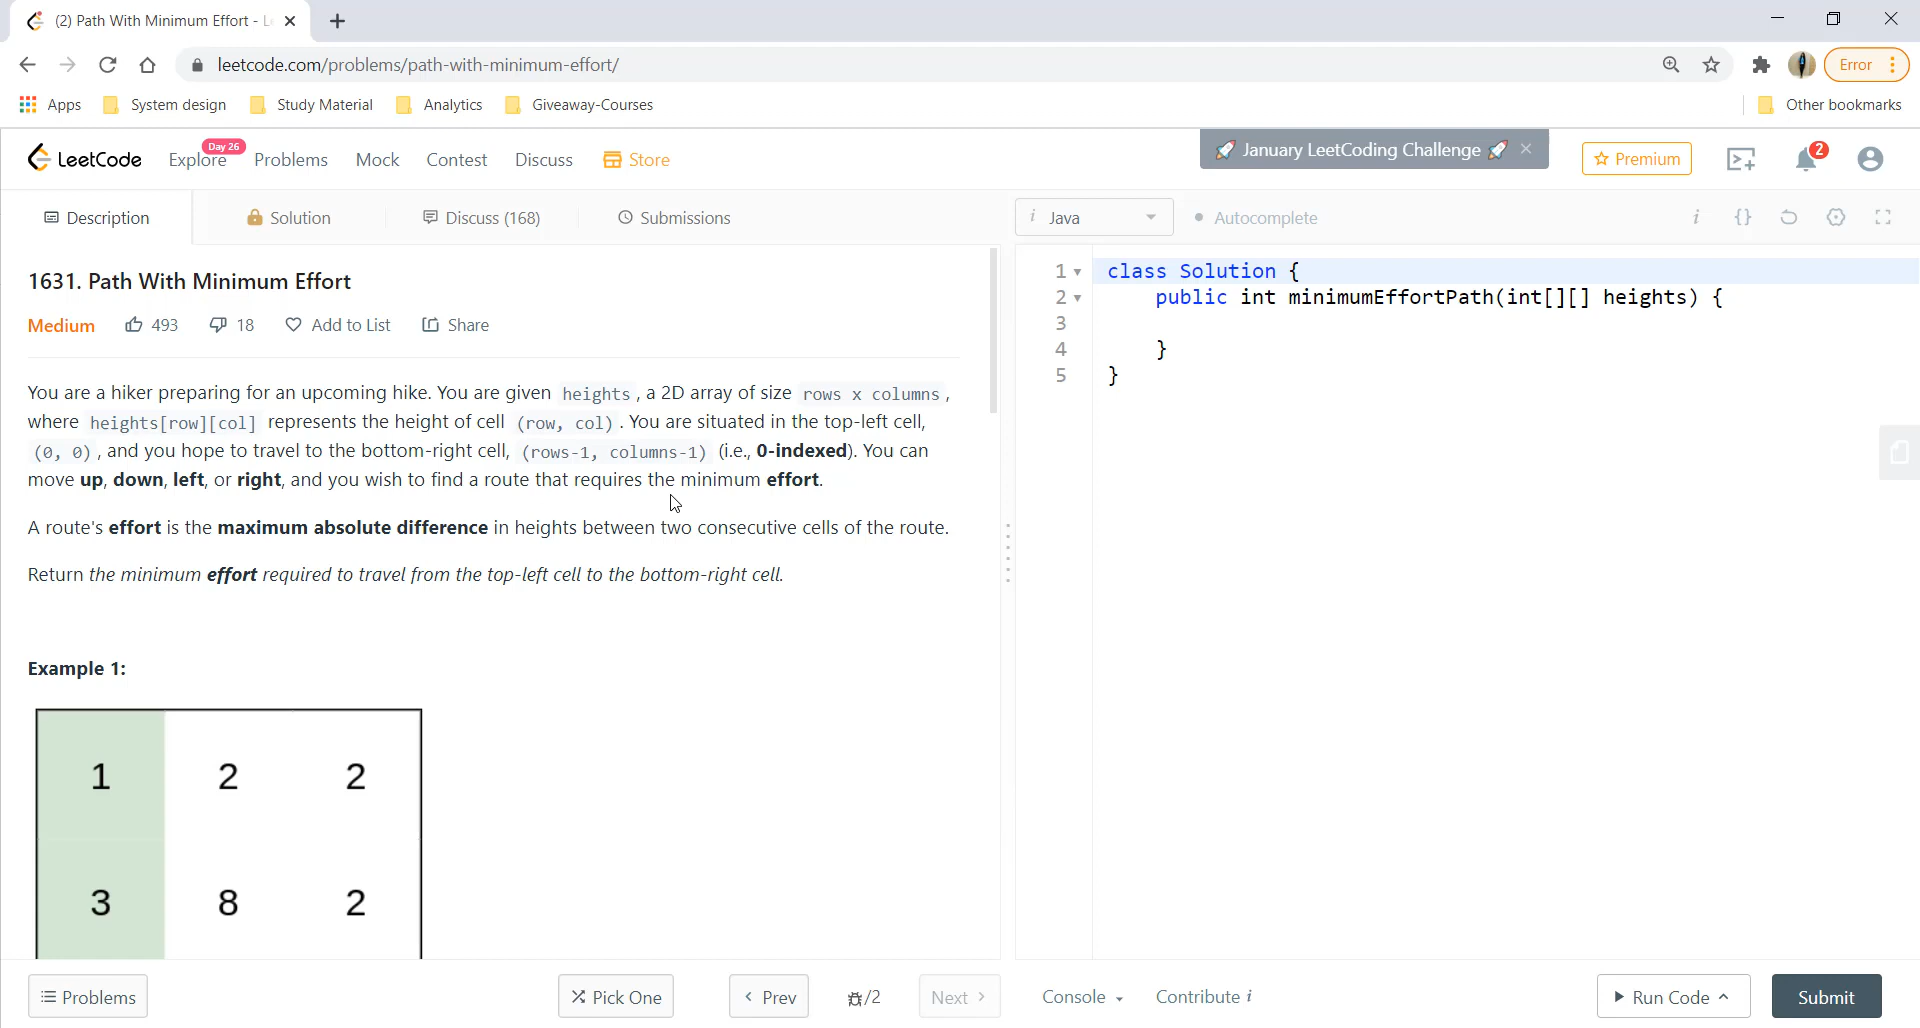 (2) Path With Minimum Effort - L
leetcode.com/problems/path-with-minimum-effort/
Error
Apps System design Study Material Analytics Giveaway-Courses Other bookmarks
LeetCode Explore Day 26 Problems Mock Contest Discuss Store January LeetCoding Challenge Premium 2
Description Solution Discuss (168) Submissions
i Java Autocomplete i {}
1631. Path With Minimum Effort
Medium 493 18 Add to List Share
You are a hiker preparing for an upcoming hike. You are given heights, a 2D array of size rows x columns,
where heights[row][col] represents the height of cell (row, col). You are situated in the top-left cell,
(0, 0), and you hope to travel to the bottom-right cell, (rows-1, columns-1) (i.e., 0-indexed). You can
move up, down, left, or right, and you wish to find a route that requires the minimum effort.
A route's effort is the maximum absolute difference in heights between two consecutive cells of the route.
Return the minimum effort required to travel from the top-left cell to the bottom-right cell.
Example 1:
1 2 2
3 8 2
1 class Solution {
2 public int minimumEffortPath(int[][] heights) {
3
4 }
5 }
Problems Pick One Prev /2 Next Console Contribute i Run Code Submit